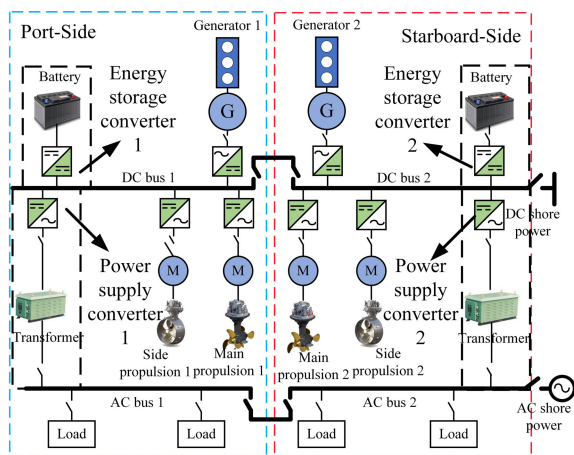 Port-Side
Generator 1
Generator 2
Starboard-Side
Battery
Energy
storage
converter
1
G
G
Energy
storage
converter
2
Battery
DC bus 1
DC bus 2
DC shore
power
Power
supply
converter
1
M
M
M
M
Power
supply
converter
2
Transformer
Side
propulsion 1
Main
propulsion 1
Main
propulsion 2
Side
propulsion 2
Transformer
AC bus 1
AC bus 2
AC shore
power
Load
Load
Load
Load